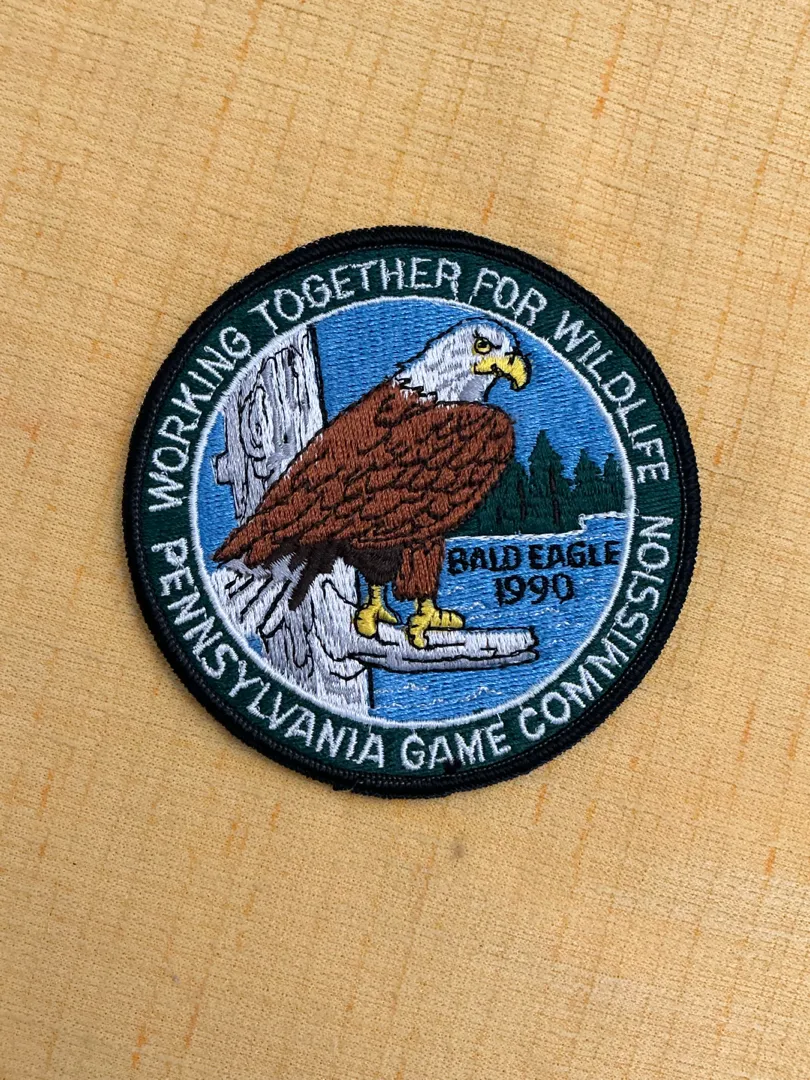 WORKING TOGETHER FOR WILDLIFE
BALD EAGLE
1990
PENNSYLVANIA GAME COMMISSION